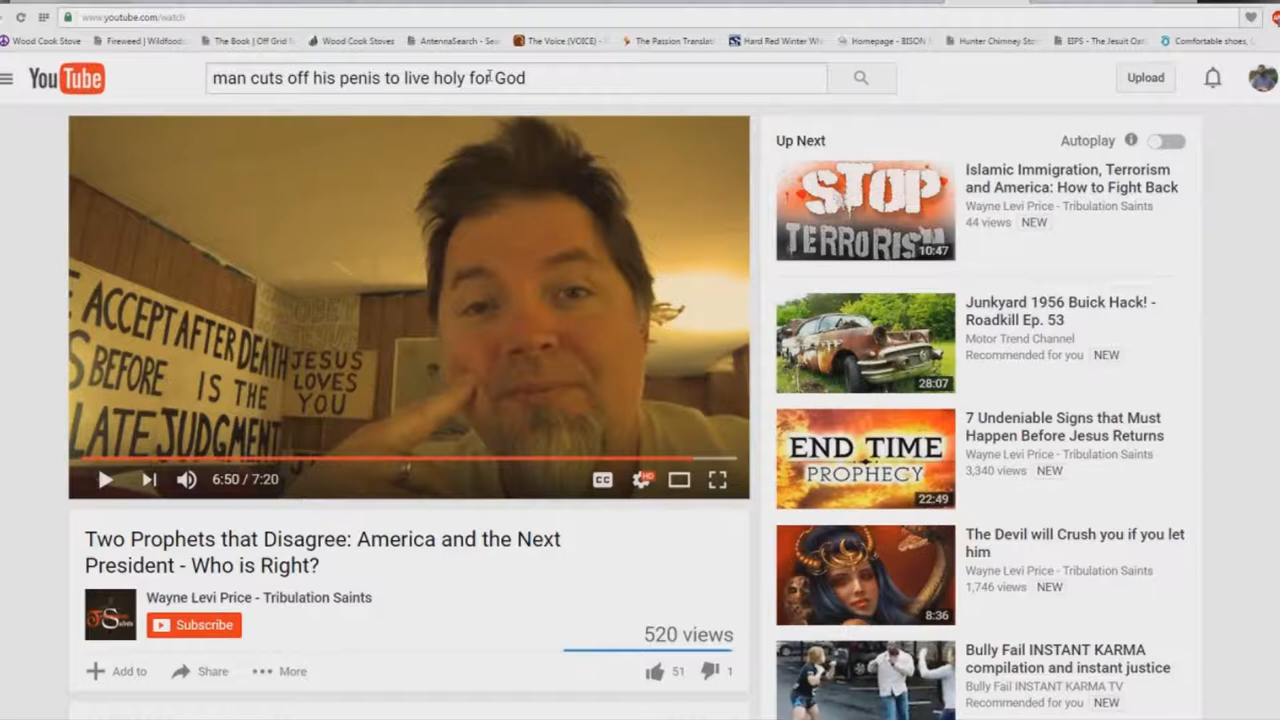 www.youtube.com/watch
Wood Cook Stove
Fireweed | Wildfoods
The Book | Off Grid
Wood Cook Stoves
AntennaSearch - Sea
The Voice (VOICE) -
The Passion Translati
Hard Red Winter Wh
Homepage - BISON
Hunter Chimney Sto
EIPS - The Jesuit Oat
Comfortable shoes,
YouTube
man cuts off his penis to live holy for God
Upload
ACCEPT AFTER DEATH
BEFORE IS THE
LATE JUDGMENT
JESUS
LOVES
YOU
CC
HD
6:50 / 7:20
Two Prophets that Disagree: America and the Next
President - Who is Right?
Wayne Levi Price - Tribulation Saints
Subscribe
520 views
Add to
Share
More
51
1
Up Next
Autoplay
STOP
TERRORISM
10:47
Islamic Immigration, Terrorism
and America: How to Fight Back
Wayne Levi Price - Tribulation Saints
44 views NEW
28:07
Junkyard 1956 Buick Hack! -
Roadkill Ep. 53
Motor Trend Channel
Recommended for you NEW
END TIME
PROPHECY
22:49
7 Undeniable Signs that Must
Happen Before Jesus Returns
Wayne Levi Price - Tribulation Saints
3,340 views NEW
8:36
The Devil will Crush you if you let
him
Wayne Levi Price - Tribulation Saints
1,746 views NEW
Bully Fail INSTANT KARMA
compilation and instant justice
Bully Fail INSTANT KARMA TV
Recommended for you NEW